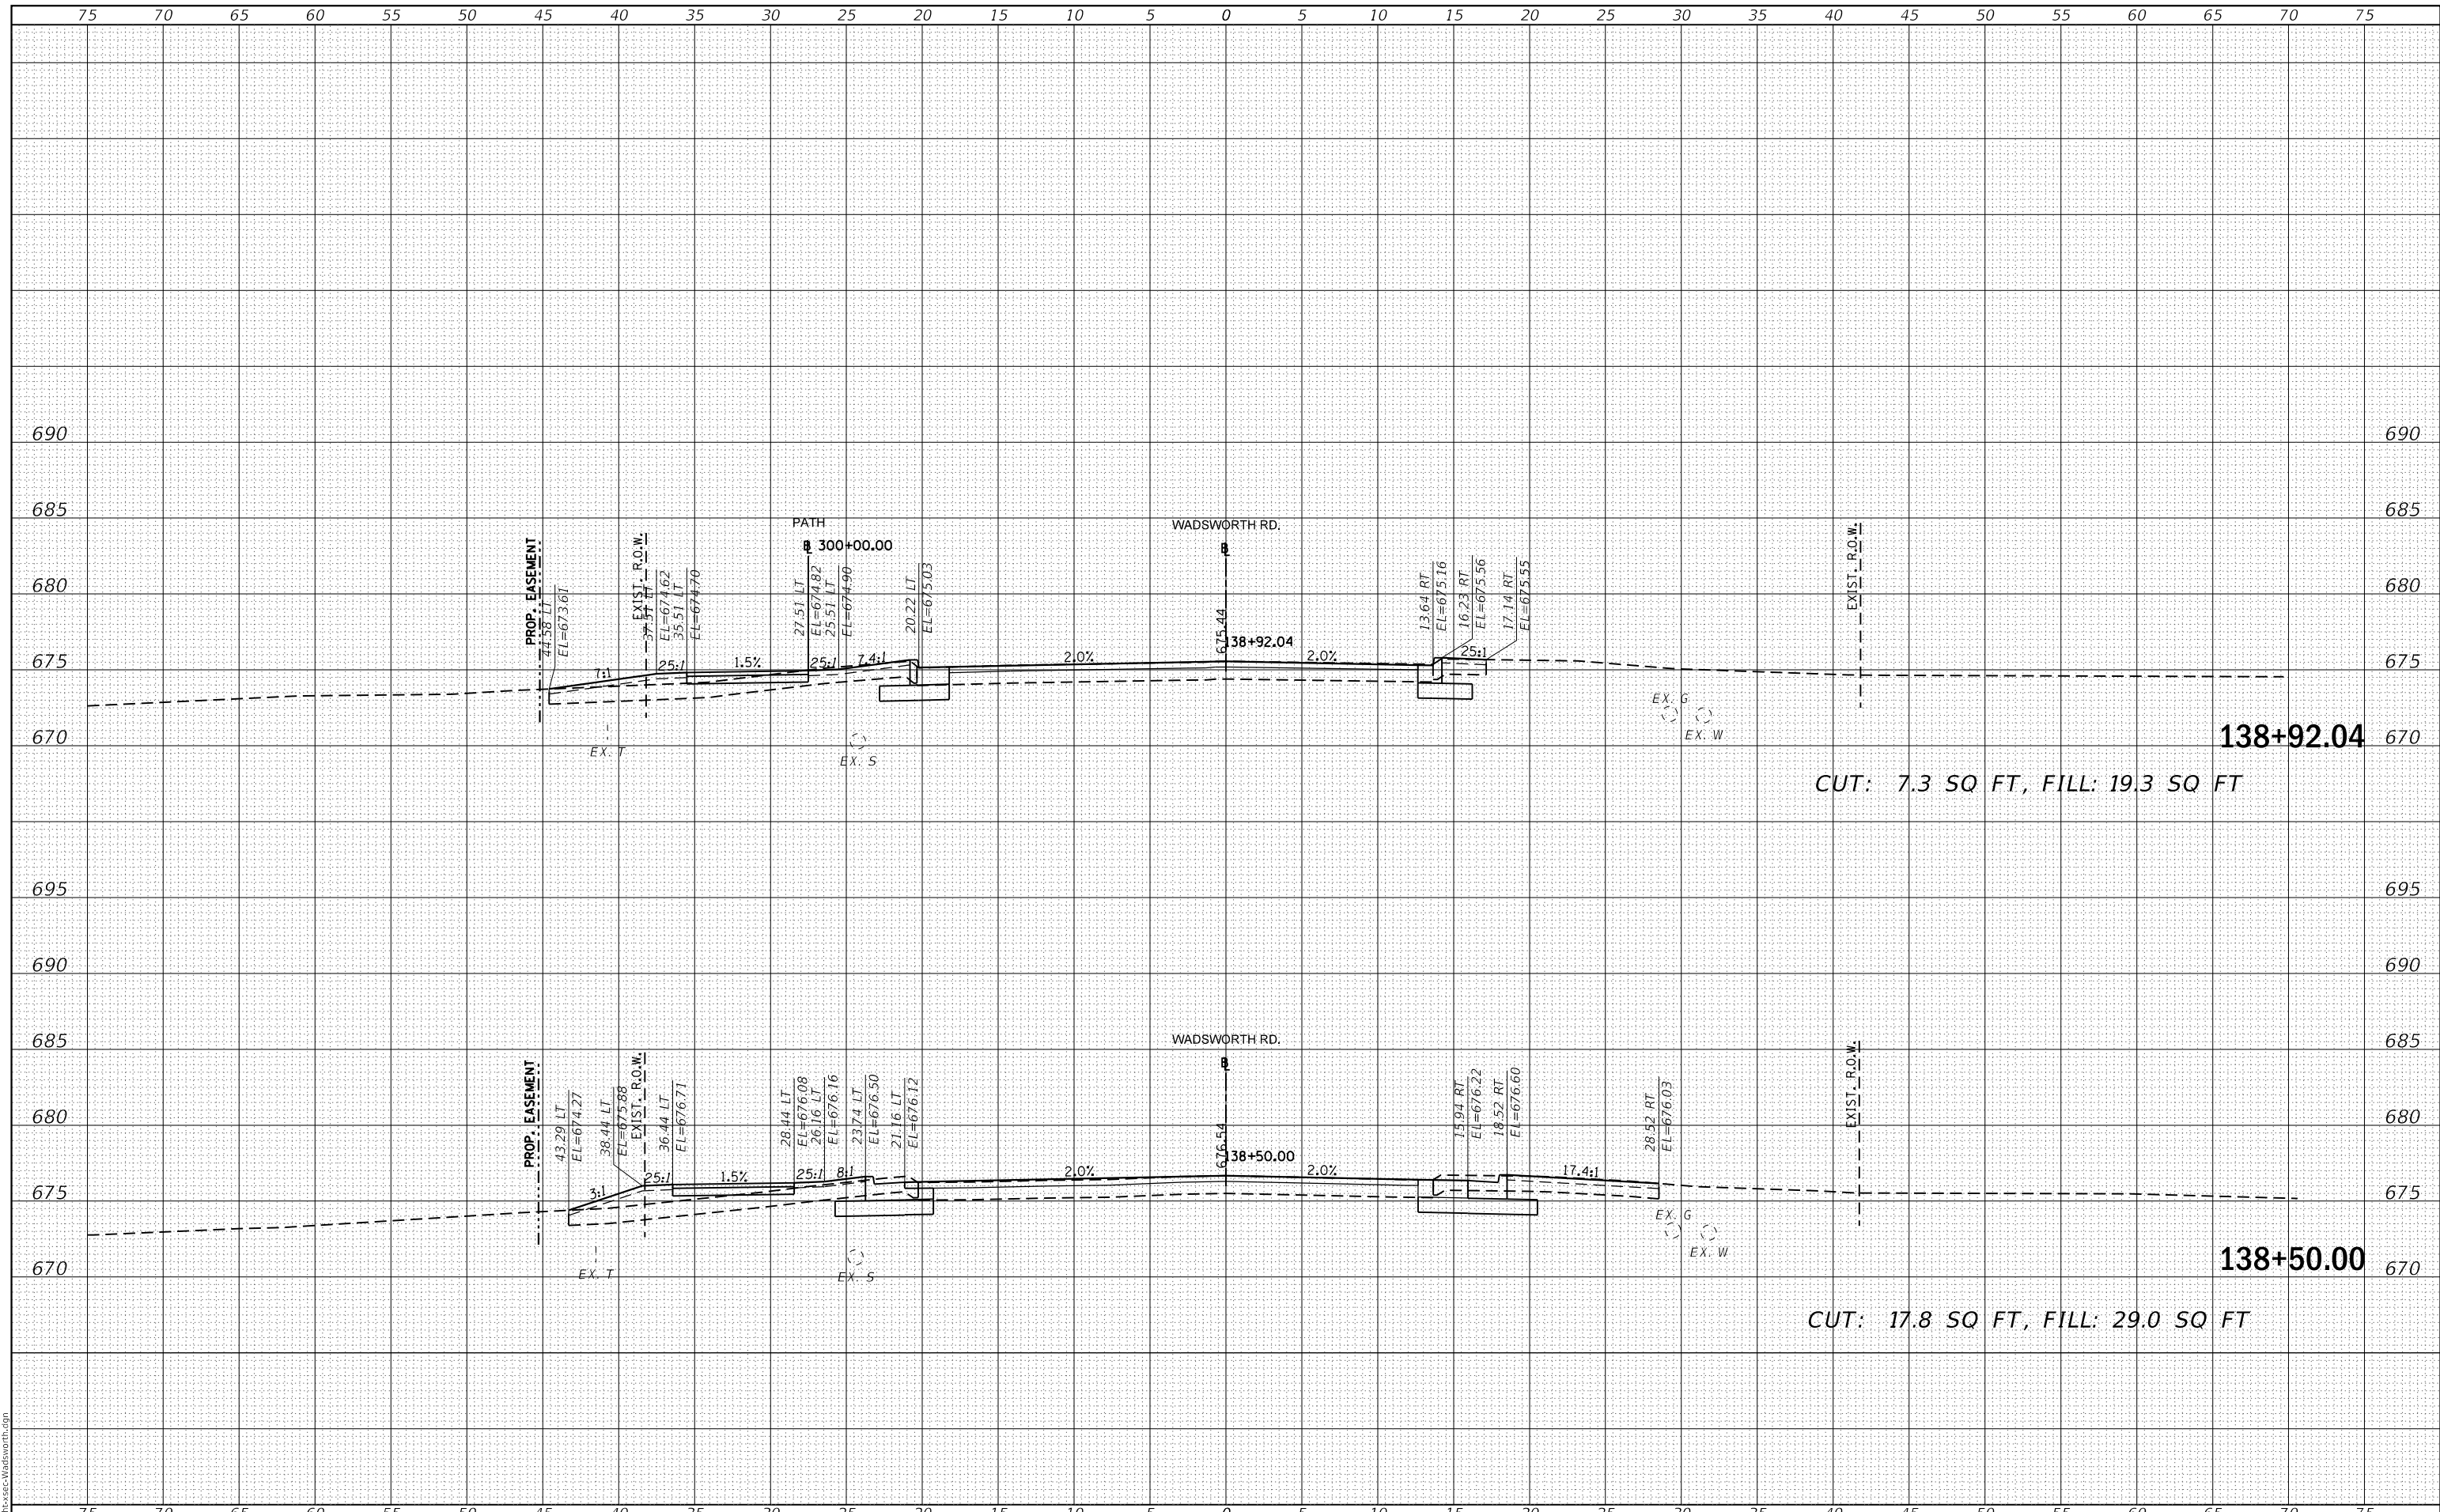 75 70 65 60 55 50 45 40 35 30 25 20 15 10 5 0 5 10 15 20 25 30 35 40 45 50 55 60 65 70 75
690 690
685 685
680 680
675 675
670 670
PROP. EASEMENT
44.58 LT
EL=673.61
EXIST. R.O.W.
37.51 LT
EL=674.62
35.51 LT
EL=674.70
PATH
BL 300+00.00
27.51 LT
EL=674.82
25.51 LT
EL=674.90
20.22 LT
EL=675.03
WADSWORTH RD.
BL
675.44
138+92.04
13.64 RT
EL=675.16
16.23 RT
EL=675.56
17.14 RT
EL=675.55
EXIST. R.O.W.
7:1
25:1
1.5%
25:1
7.4:1
2.0%
2.0%
25:1
EX. T
EX. S
EX. G
EX. W
138+92.04
CUT: 7.3 SQ FT, FILL: 19.3 SQ FT
695 695
690 690
685 685
680 680
675 675
670 670
PROP. EASEMENT
43.29 LT
EL=674.27
38.44 LT
EL=675.88
EXIST. R.O.W.
36.44 LT
EL=676.71
28.44 LT
EL=676.08
26.16 LT
EL=676.16
23.74 LT
EL=676.50
21.16 LT
EL=676.12
WADSWORTH RD.
BL
676.54
138+50.00
15.94 RT
EL=676.22
18.52 RT
EL=676.60
28.52 RT
EL=676.03
EXIST. R.O.W.
3:1
25:1
1.5%
25:1
8:1
2.0%
2.0%
17.4:1
EX. T
EX. S
EX. G
EX. W
138+50.00
CUT: 17.8 SQ FT, FILL: 29.0 SQ FT
75 70 65 60 55 50 45 40 35 30 25 20 15 10 5 0 5 10 15 20 25 30 35 40 45 50 55 60 65 70 75